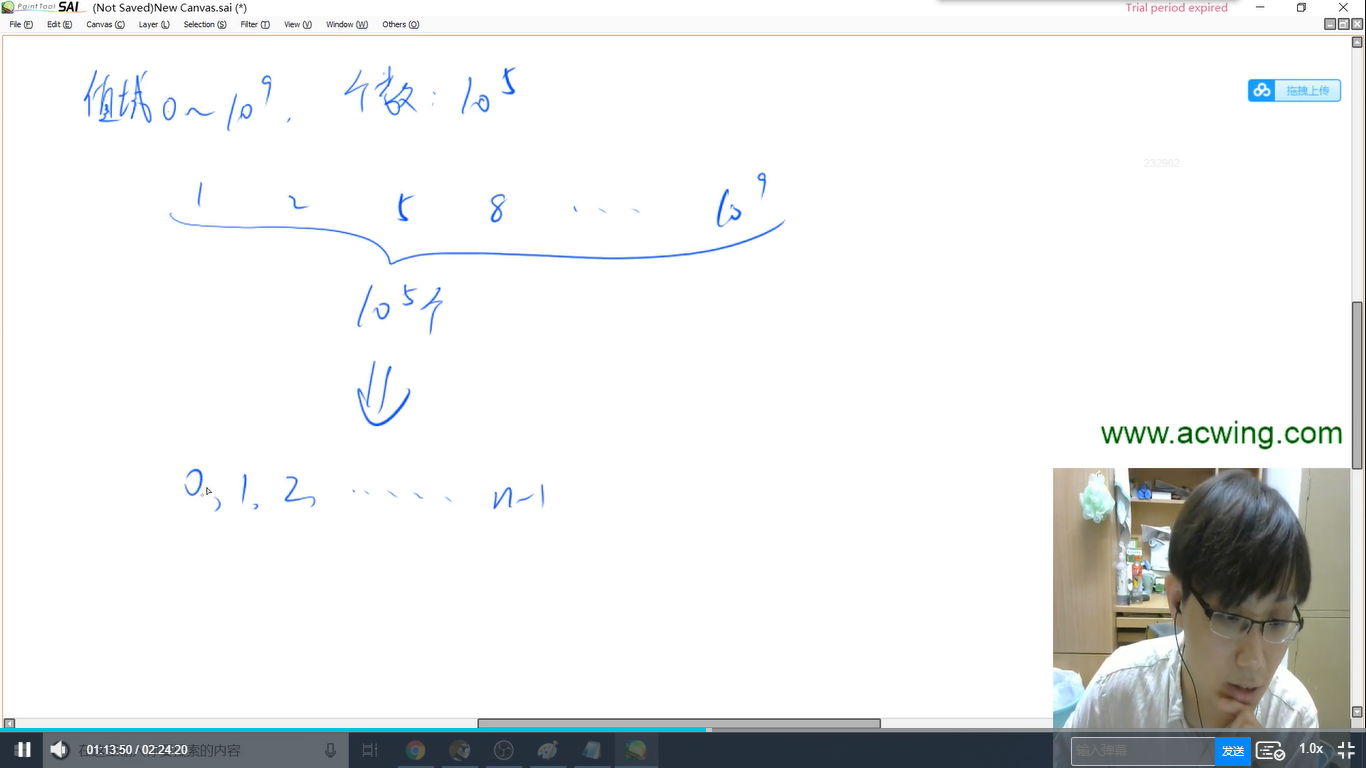 PaintTool SAI (Not Saved)New Canvas.sai (*)
Trial period expired
File (F) Edit (E) Canvas (C) Layer (L) Selection (S) Filter (T) View (V) Window (W) Others (O)
值域 0 ~ 10^9. 个数: 10^5
拖拽上传
232902
1 2 5 8 ... 10^9
10^5个
www.acwing.com
0, 1, 2, ...... n-1
01:13:50 / 02:24:20
索的内容
输入弹幕
发送
1.0x